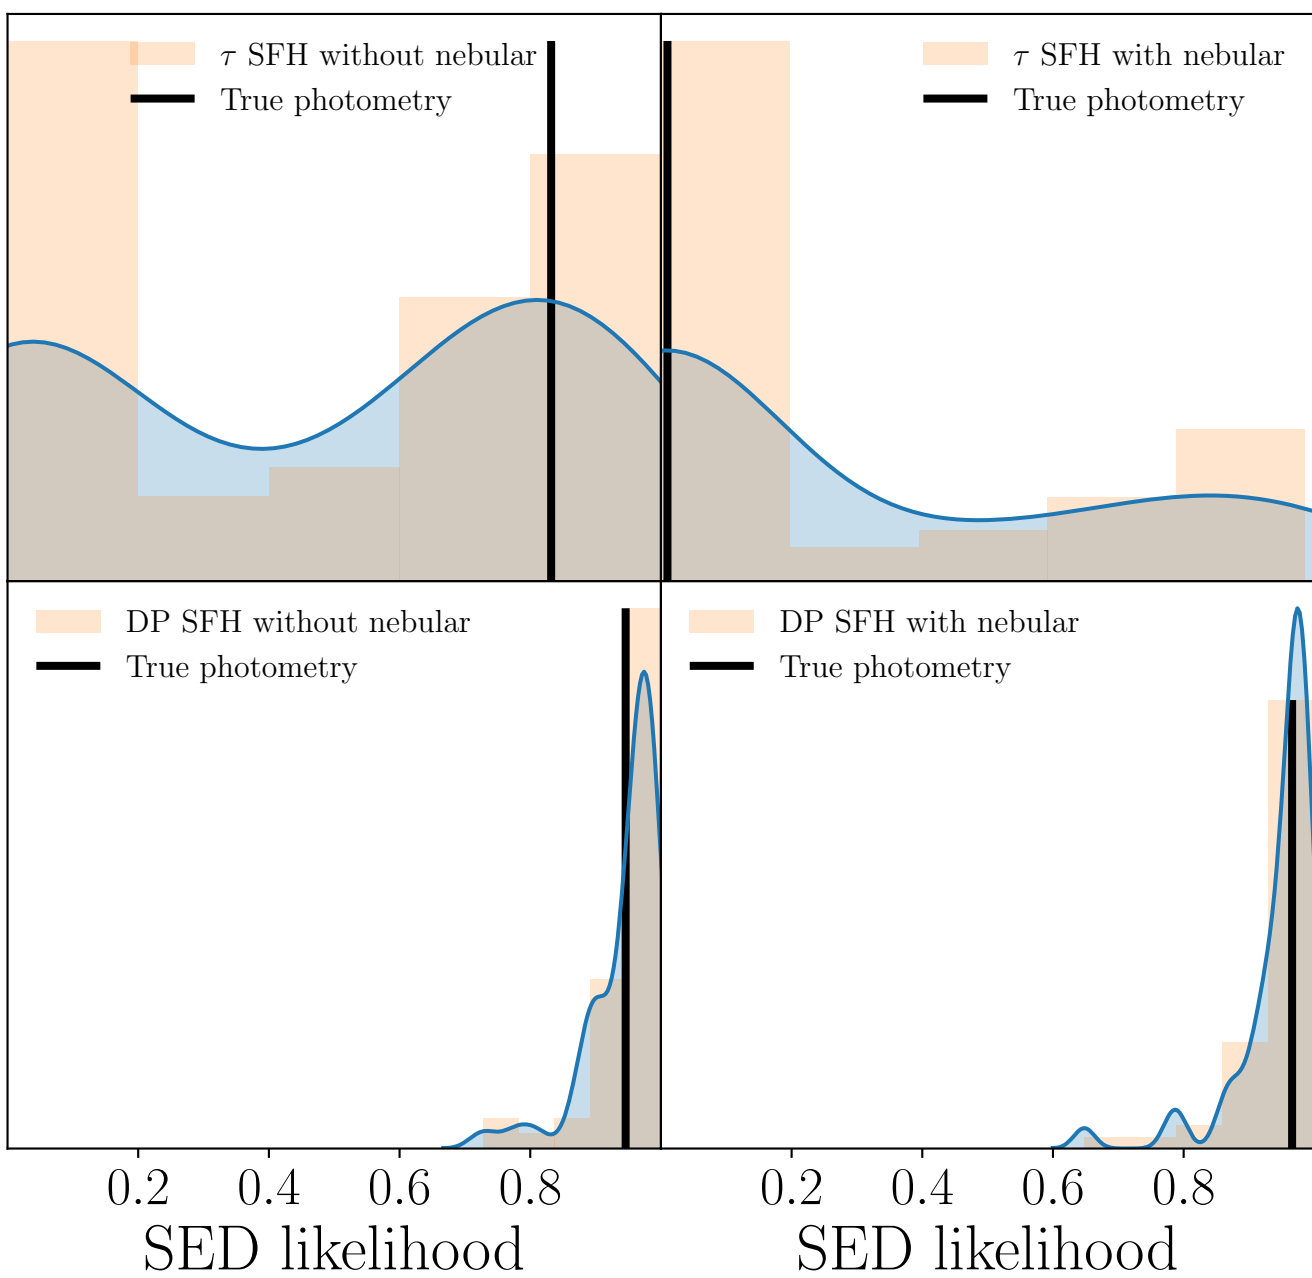 τ SFH without nebular
True photometry
τ SFH with nebular
True photometry
DP SFH without nebular
True photometry
DP SFH with nebular
True photometry
0.2 0.4 0.6 0.8
0.2 0.4 0.6 0.8
SED likelihood
SED likelihood